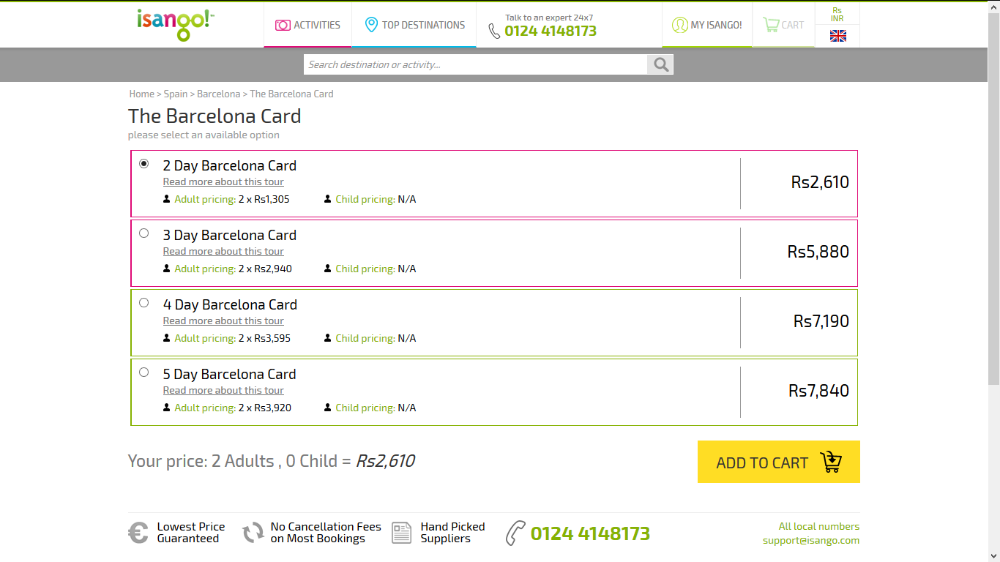 isango!™
ACTIVITIES
TOP DESTINATIONS
Talk to an expert 24x7
0124 4148173
MY ISANGO!
CART
Rs
INR
Search destination or activity...
Home > Spain > Barcelona > The Barcelona Card
The Barcelona Card
please select an available option
2 Day Barcelona Card
Read more about this tour
Adult pricing: 2 x Rs1,305 Child pricing: N/A
Rs2,610
3 Day Barcelona Card
Read more about this tour
Adult pricing: 2 x Rs2,940 Child pricing: N/A
Rs5,880
4 Day Barcelona Card
Read more about this tour
Adult pricing: 2 x Rs3,595 Child pricing: N/A
Rs7,190
5 Day Barcelona Card
Read more about this tour
Adult pricing: 2 x Rs3,920 Child pricing: N/A
Rs7,840
Your price: 2 Adults , 0 Child = Rs2,610
ADD TO CART
Lowest Price
Guaranteed
No Cancellation Fees
on Most Bookings
Hand Picked
Suppliers
0124 4148173
All local numbers
support@isango.com